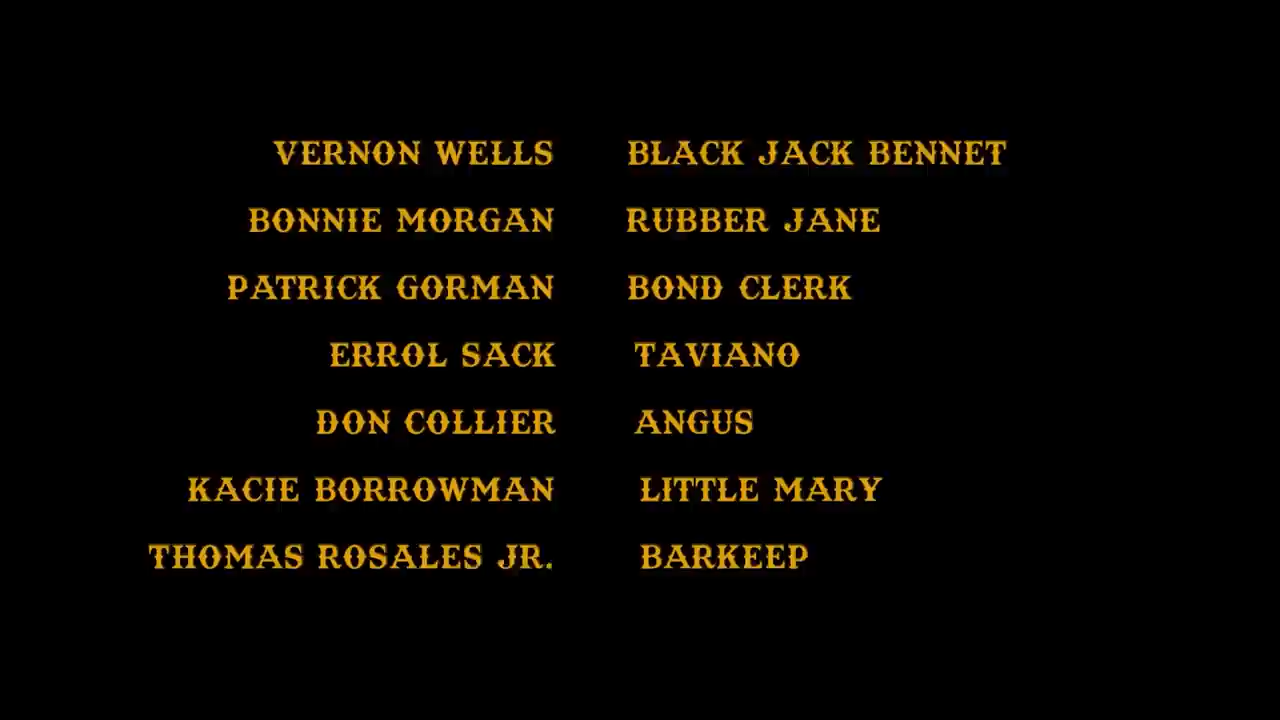 VERNON WELLS BLACK JACK BENNET
BONNIE MORGAN RUBBER JANE
PATRICK GORMAN BOND CLERK
ERROL SACK TAVIANO
DON COLLIER ANGUS
KACIE BORROWMAN LITTLE MARY
THOMAS ROSALES JR. BARKEEP